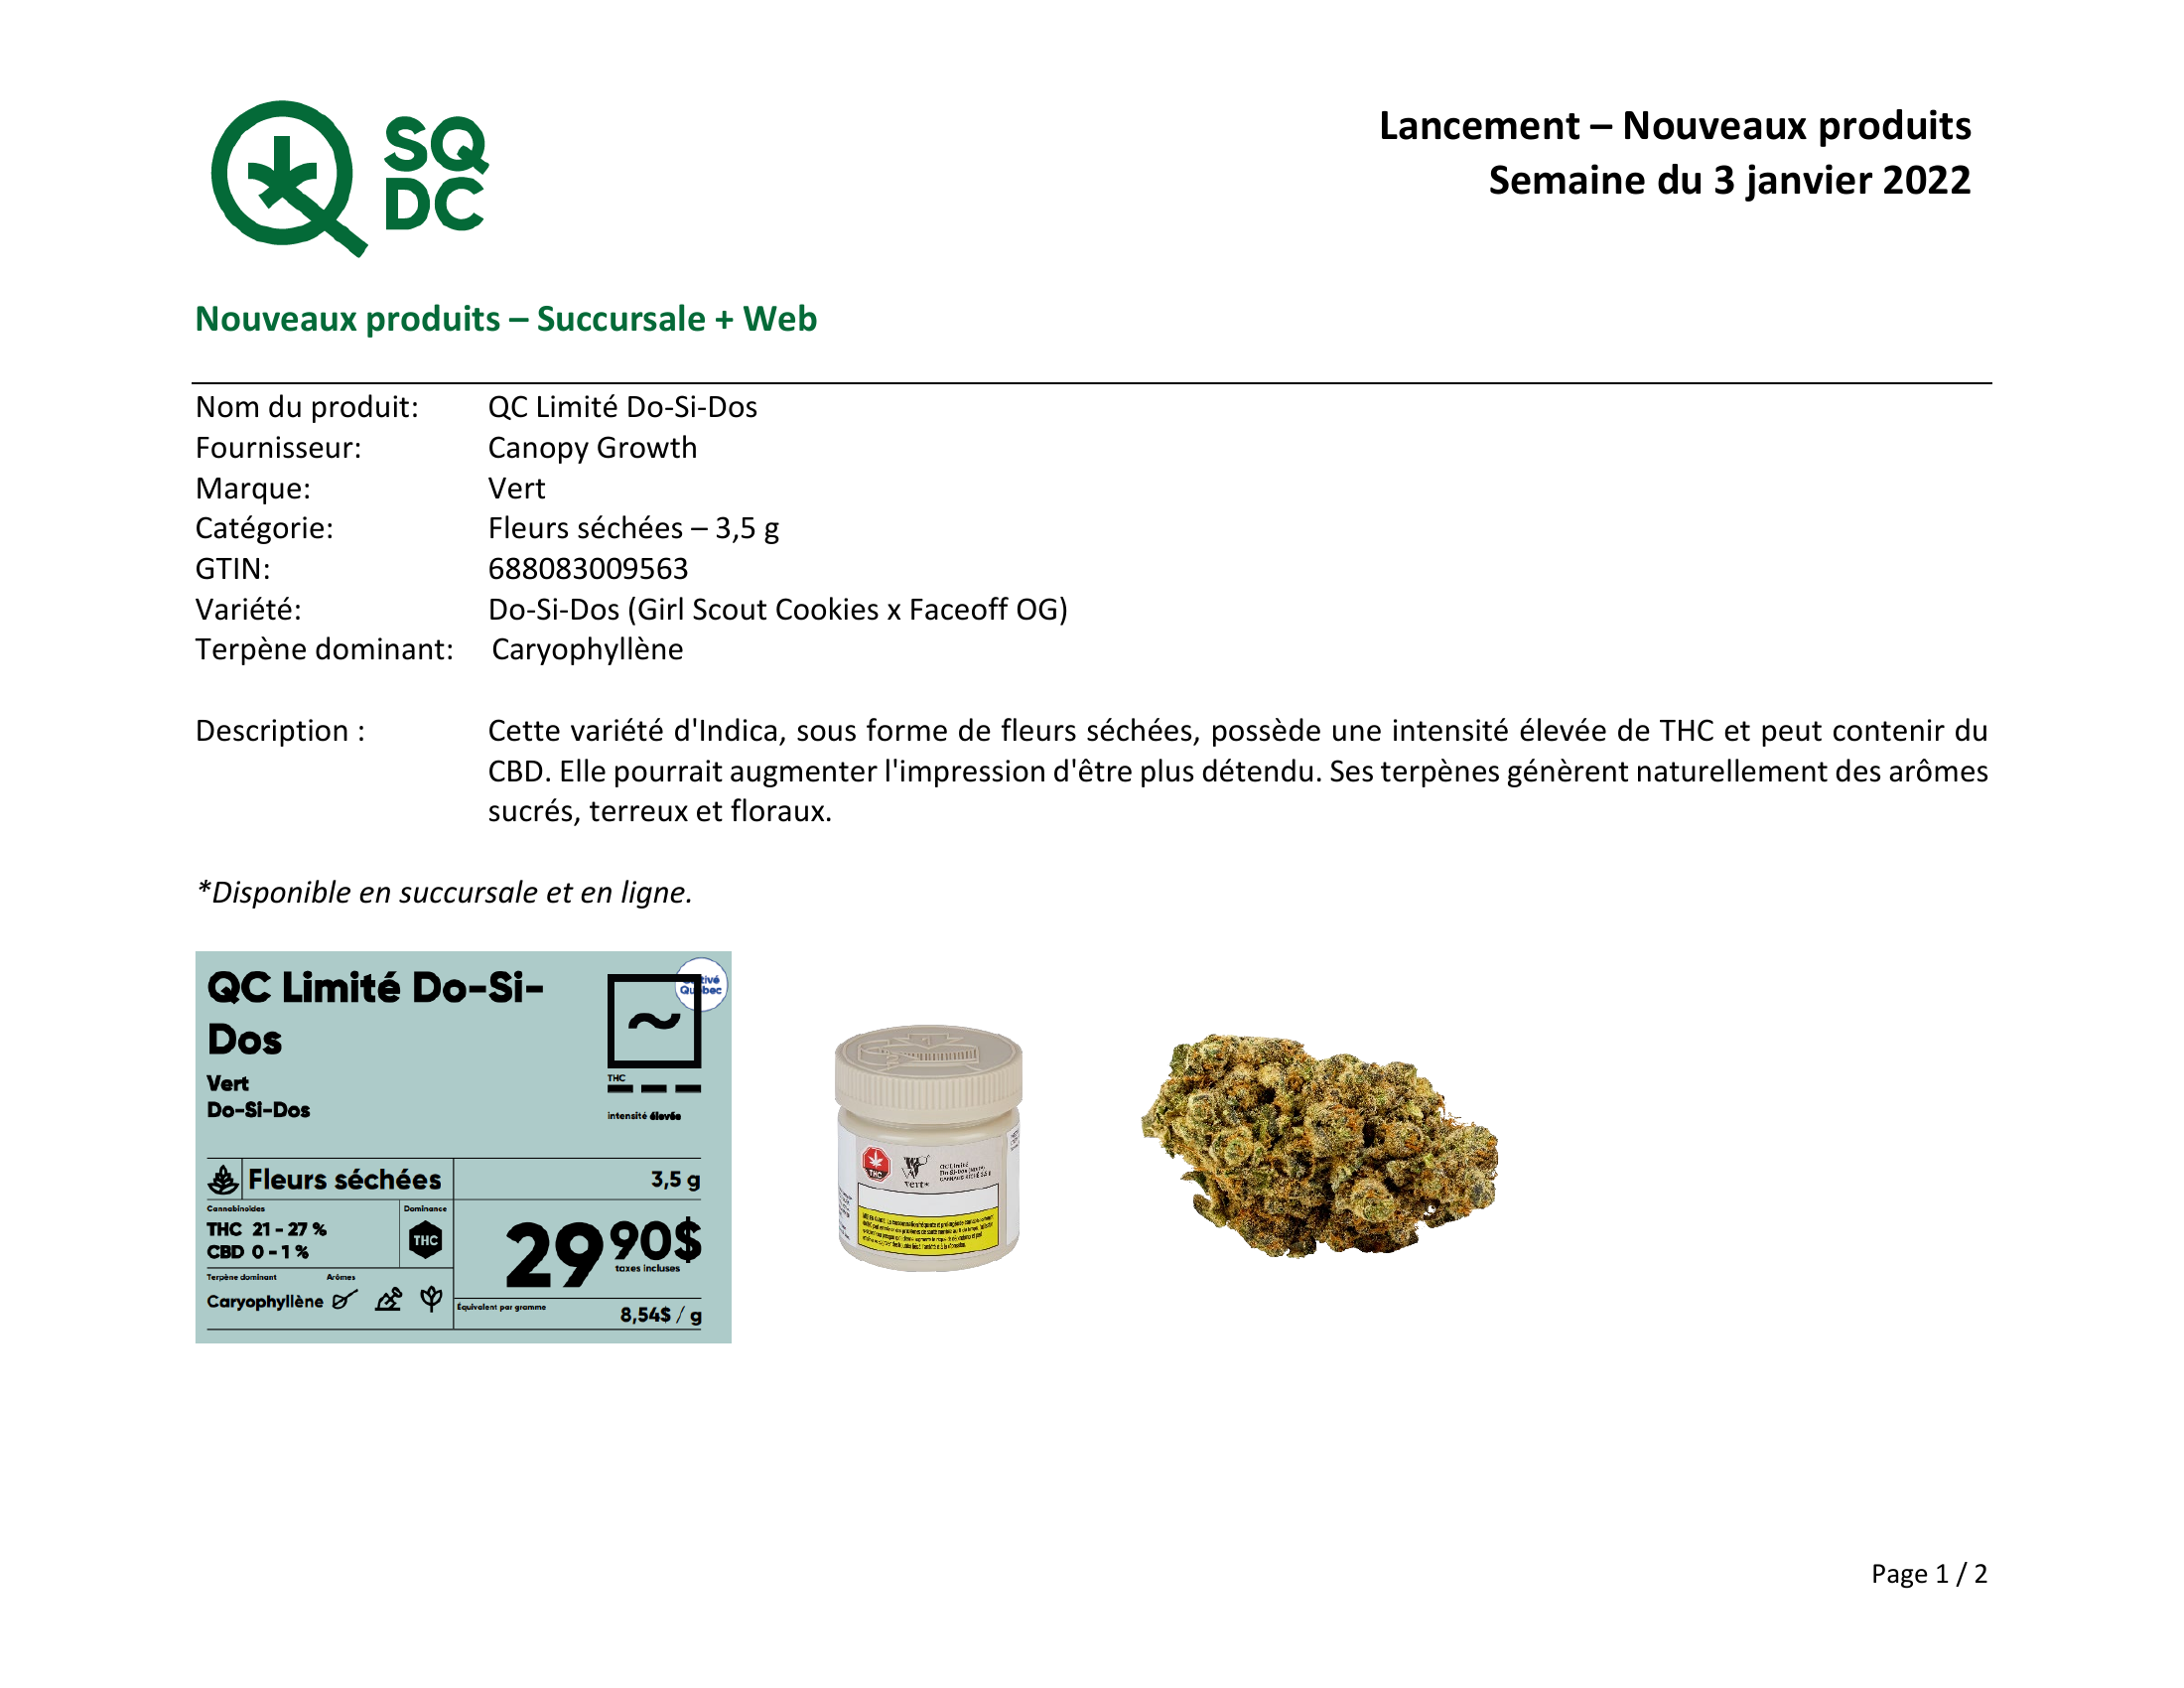 SQ
DC
Lancement – Nouveaux produits
Semaine du 3 janvier 2022
Nouveaux produits – Succursale + Web
Nom du produit: QC Limité Do-Si-Dos
Fournisseur: Canopy Growth
Marque: Vert
Catégorie: Fleurs séchées – 3,5 g
GTIN: 688083009563
Variété: Do-Si-Dos (Girl Scout Cookies x Faceoff OG)
Terpène dominant: Caryophyllène
Description : Cette variété d'Indica, sous forme de fleurs séchées, possède une intensité élevée de THC et peut contenir du
CBD. Elle pourrait augmenter l'impression d'être plus détendu. Ses terpènes génèrent naturellement des arômes
sucrés, terreux et floraux.
*Disponible en succursale et en ligne.
QC Limité Do-Si-
Dos
Vert
Do-Si-Dos
THC
intensité élevée
Fleurs séchées 3,5 g
Cannabinoïdes Dominance
THC 21 - 27 %
CBD 0 - 1 %
THC
29 90$
taxes incluses
Terpène dominant Arômes
Caryophyllène
Équivalent par gramme
8,54$ / g
THC
vert*
QC Limité
Page 1 / 2